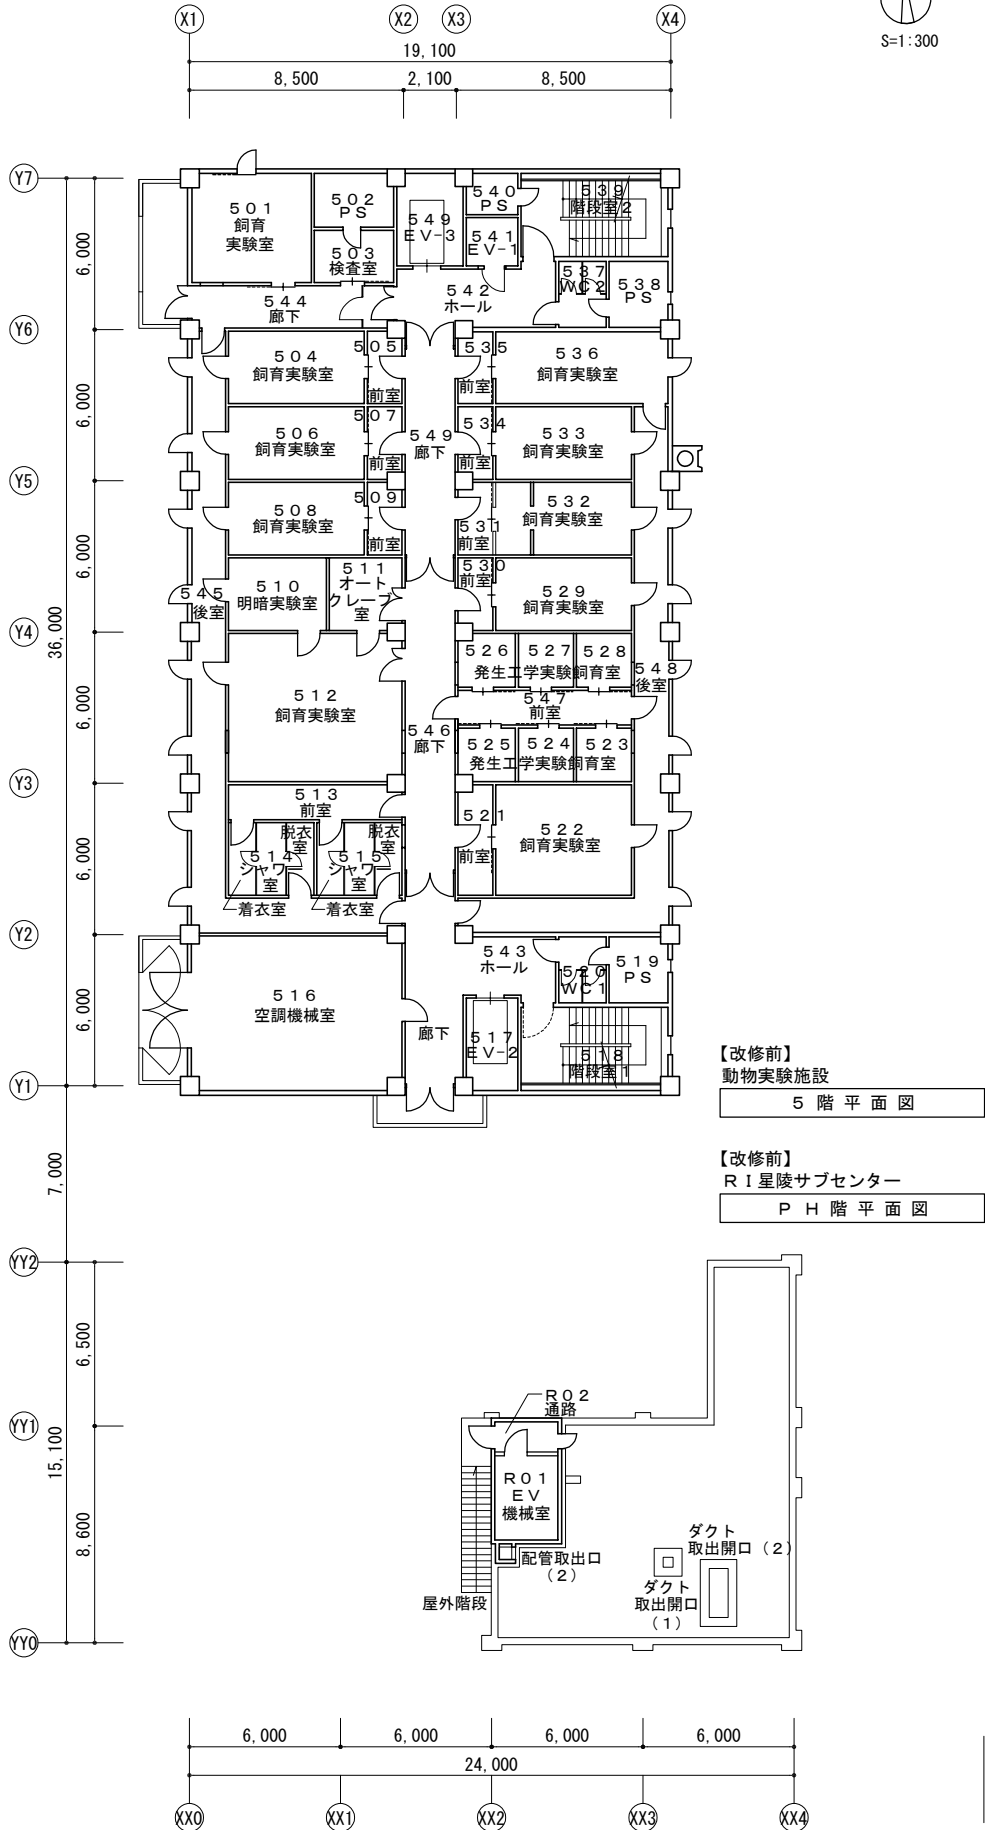 X1
X2
X3
X4
S=1:300
19,100
8,500
2,100
8,500
Y7
Y6
Y5
Y4
Y3
Y2
Y1
6,000
6,000
6,000
6,000
6,000
6,000
36,000
7,000
501
飼育
実験室
502
PS
503
検査室
549
EV-3
540
PS
541
EV-1
539
階段室2
537
WC2
538
PS
544
廊下
542
ホール
504
飼育実験室
505
前室
535
前室
536
飼育実験室
506
飼育実験室
507
前室
549
廊下
534
前室
533
飼育実験室
508
飼育実験室
509
前室
531
前室
532
飼育実験室
545
後室
510
明暗実験室
511
オート
クレーブ
室
530
前室
529
飼育実験室
512
飼育実験室
526
527
528
発生工学実験飼育室
548
後室
547
前室
546
廊下
525
524
523
発生工学実験飼育室
513
前室
脱衣
室
脱衣
室
514
シャワー
室
515
シャワー
室
着衣室
着衣室
521
前室
522
飼育実験室
516
空調機械室
廊下
543
ホール
520
WC1
519
PS
517
EV-2
518
階段室1
【改修前】
動物実験施設
5階平面図
【改修前】
RI星陵サブセンター
PH階平面図
YY2
YY1
YY0
6,500
8,600
15,100
R02
通路
R01
EV
機械室
配管取出口
(2)
屋外階段
ダクト
取出開口(2)
ダクト
取出開口
(1)
6,000
6,000
6,000
6,000
24,000
XX0
XX1
XX2
XX3
XX4